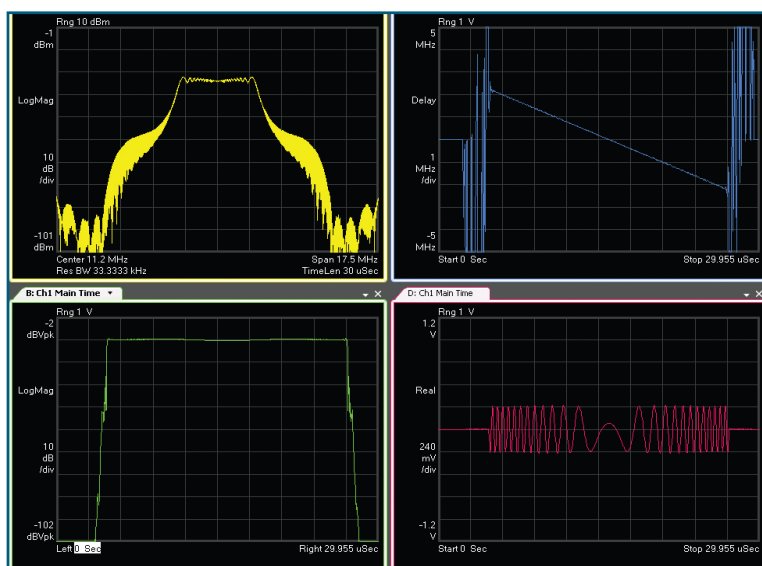 Rng 10 dBm
-1
dBm
LogMag
10
dB
/div
-101
dBm
Center 11.2 MHz
Span 17.5 MHz
Res BW 33.3333 kHz
TimeLen 30 uSec
Rng 1 V
5
MHz
Delay
1
MHz
/div
-5
MHz
Start 0 Sec
Stop 29.955 uSec
B: Ch1 Main Time
Rng 1 V
-2
dBVpk
LogMag
10
dB
/div
-102
dBVpk
Left 0 Sec
Right 29.955 uSec
D: Ch1 Main Time
Rng 1 V
1.2
V
Real
240
mV
/div
-1.2
V
Start 0 Sec
Stop 29.955 uSec